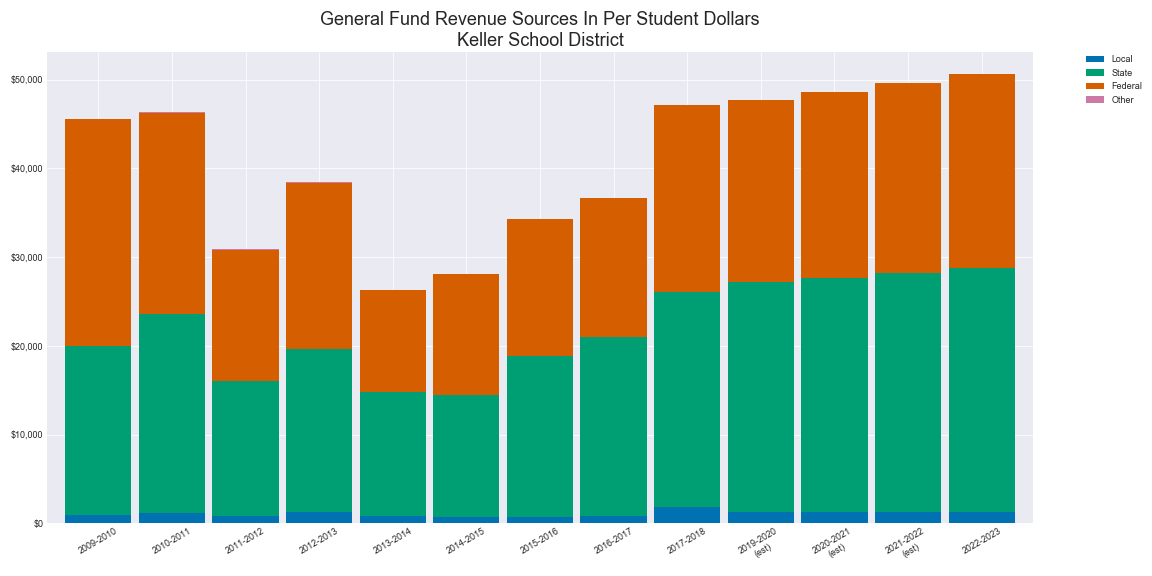 General Fund Revenue Sources In Per Student Dollars
Keller School District
Local
State
Federal
Other
$50,000
$40,000
$30,000
$20,000
$10,000
$0
2009-2010
2010-2011
2011-2012
2012-2013
2013-2014
2014-2015
2015-2016
2016-2017
2017-2018
2019-2020
(est)
2020-2021
(est)
2021-2022
(est)
2022-2023